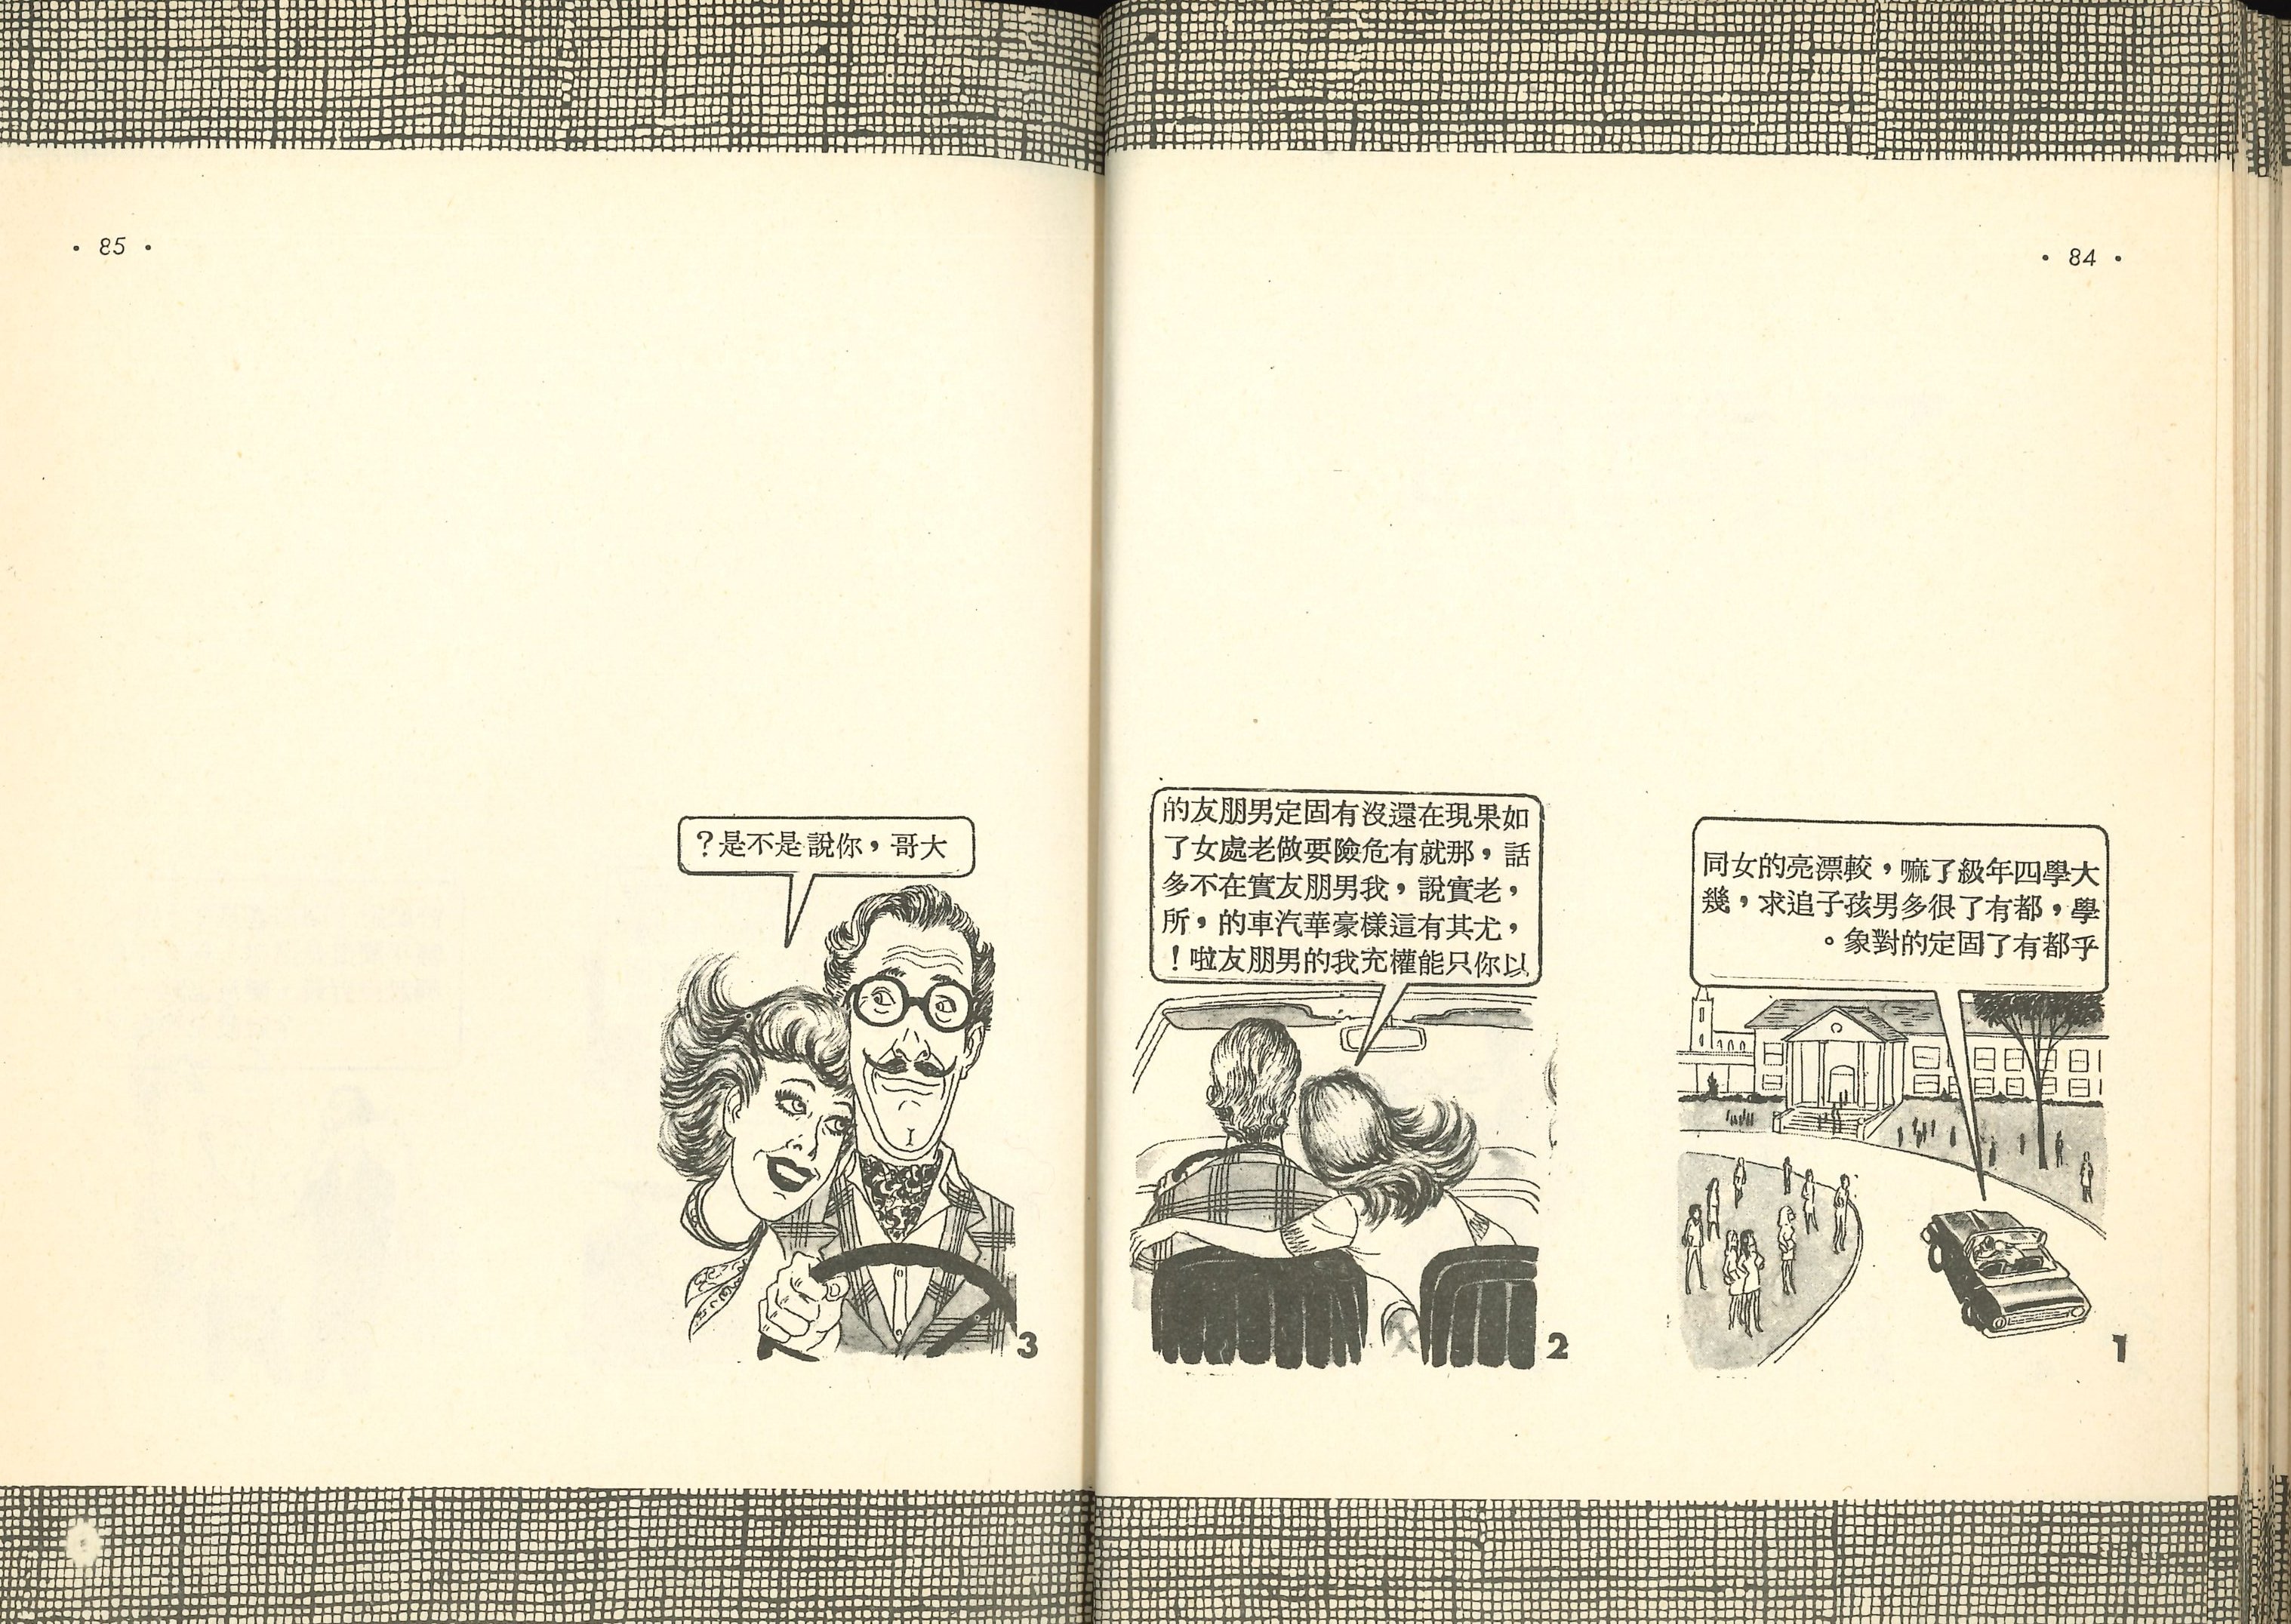 • 84 •
大學四年級了嘛，較漂亮的女同
學，都有了很多男孩子追求，幾
乎都有了固定的對象。
1
如果現在還沒有固定男朋友的
話，那就有危險要做老處女了
，老實說，我男朋友實在不多
，尤其有這樣豪華汽車的，所
以你只能權充我的男朋友啦！
2
• 85 •
大哥，你說是不是？
3